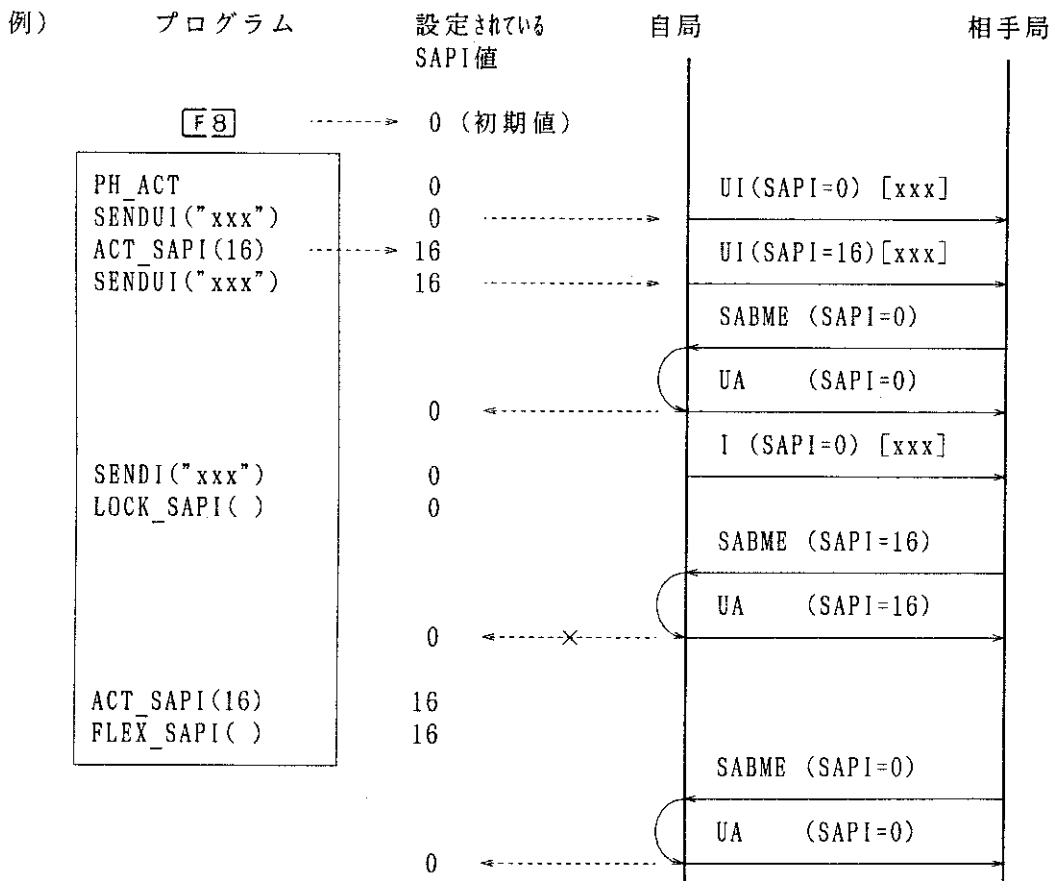 例） プログラム 設定されている 自局 相手局
SAPI値
F8 0 (初期値)
PH_ACT 0 UI(SAPI=0) [xxx]
SENDUI("xxx") 0
ACT_SAPI(16) 16 UI(SAPI=16)[xxx]
SENDUI("xxx") 16
SABME (SAPI=0)
UA (SAPI=0)
0
I (SAPI=0) [xxx]
SENDI("xxx") 0
LOCK_SAPI( ) 0
SABME (SAPI=16)
UA (SAPI=16)
0
ACT_SAPI(16) 16
FLEX_SAPI( ) 16
SABME (SAPI=0)
UA (SAPI=0)
0